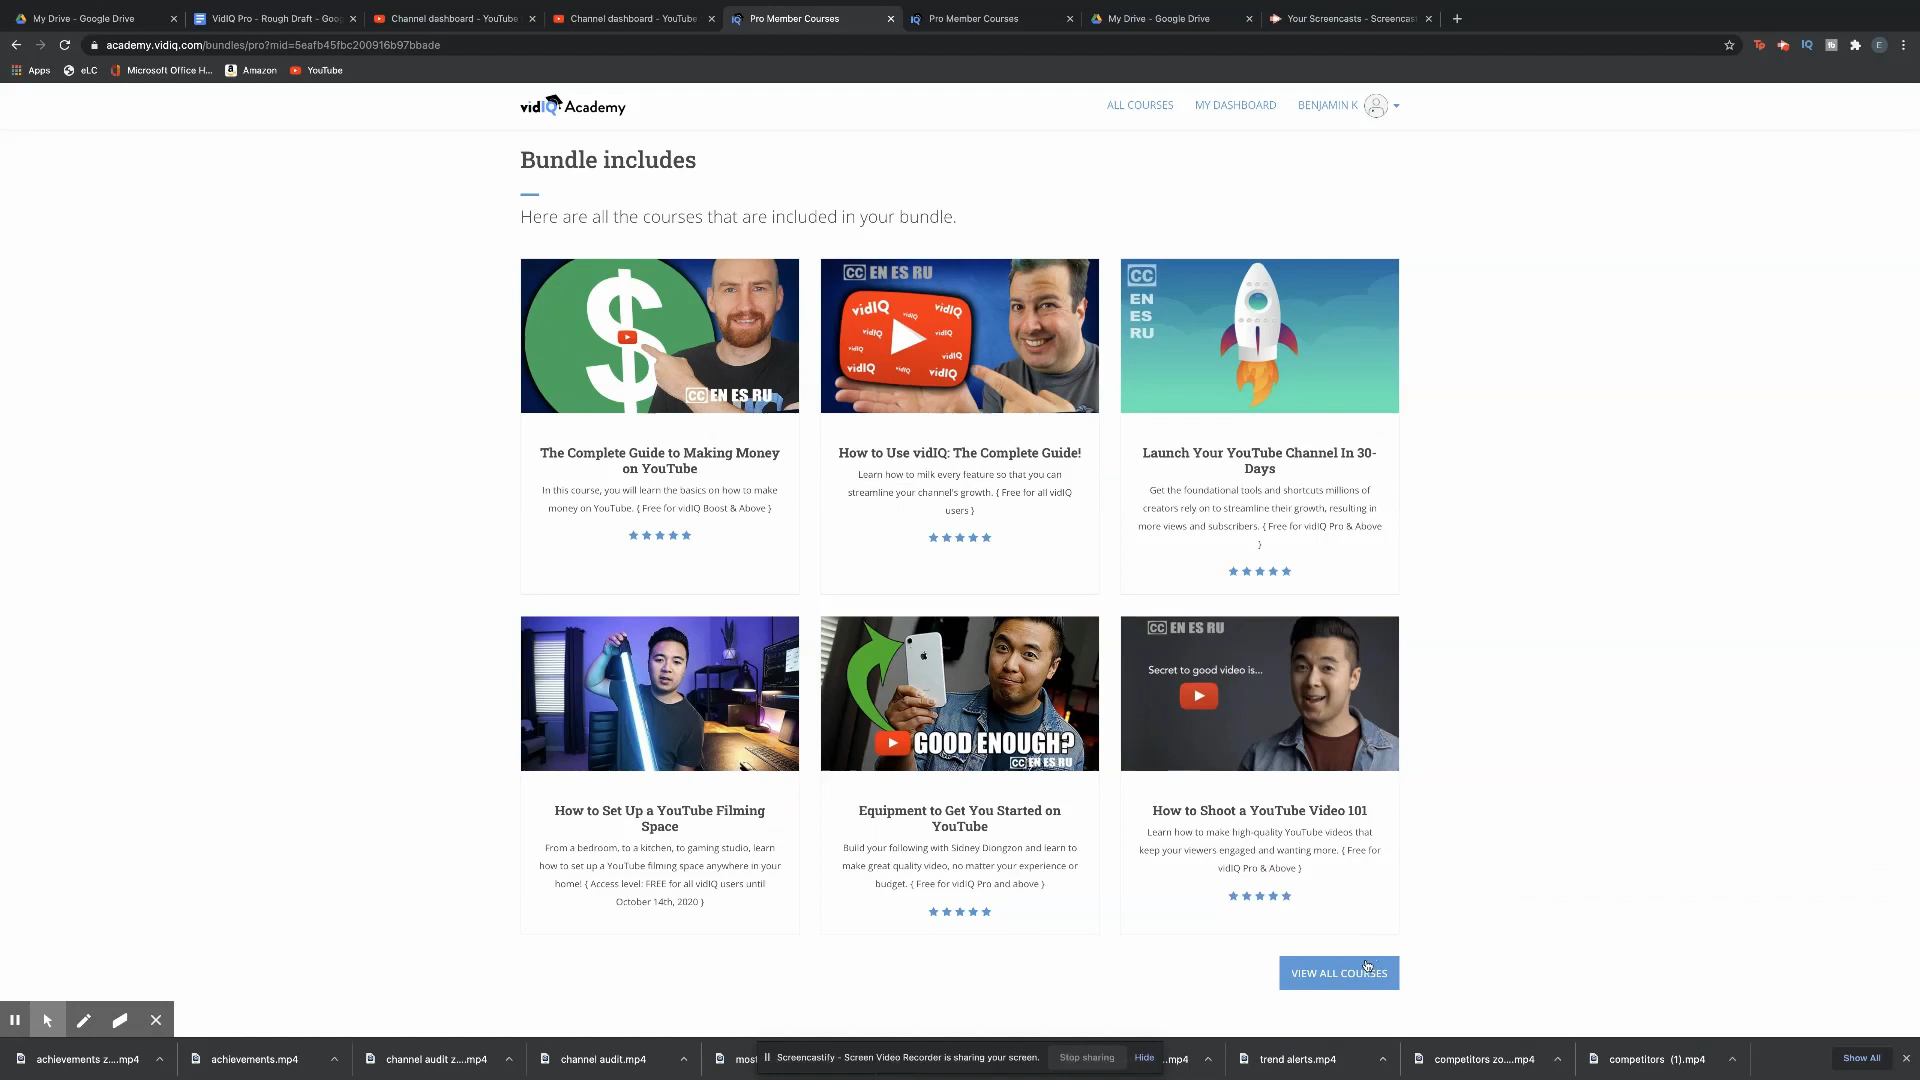 My Drive - Google Drive
VidIQ Pro - Rough Draft - Goog
Channel dashboard - YouTube
Channel dashboard - YouTube
Pro Member Courses
Pro Member Courses
My Drive - Google Drive
Your Screencasts - Screencast
academy.vidiq.com/bundles/pro?mid=5eafb45fbc200916b97bbade
Apps
eLC
Microsoft Office H...
Amazon
YouTube
vidIQ Academy
ALL COURSES
MY DASHBOARD
BENJAMIN K
Bundle includes
Here are all the courses that are included in your bundle.
CC EN ES RU
The Complete Guide to Making Money
on YouTube
In this course, you will learn the basics on how to make
money on YouTube. { Free for vidIQ Boost & Above }
CC EN ES RU
vidIQ vidIQ vidIQ
vidIQ vidIQ
vidIQ vidIQ
vidIQ vidIQ vidIQ
How to Use vidIQ: The Complete Guide!
Learn how to milk every feature so that you can
streamline your channel's growth. { Free for all vidIQ
users }
CC
EN
ES
RU
Launch Your YouTube Channel In 30-
Days
Get the foundational tools and shortcuts millions of
creators rely on to streamline their growth, resulting in
more views and subscribers. { Free for vidIQ Pro & Above
}
How to Set Up a YouTube Filming
Space
From a bedroom, to a kitchen, to gaming studio, learn
how to set up a YouTube filming space anywhere in your
home! { Access level: FREE for all vidIQ users until
October 14th, 2020 }
GOOD ENOUGH?
CC EN ES RU
Equipment to Get You Started on
YouTube
Build your following with Sidney Diongzon and learn to
make great quality video, no matter your experience or
budget. { Free for vidIQ Pro and above }
CC EN ES RU
Secret to good video is...
How to Shoot a YouTube Video 101
Learn how to make high-quality YouTube videos that
keep your viewers engaged and wanting more. { Free for
vidIQ Pro & Above }
VIEW ALL COURSES
achievements z....mp4
achievements.mp4
channel audit z....mp4
channel audit.mp4
most
Screencastify - Screen Video Recorder is sharing your screen.
Stop sharing
Hide
.mp4
trend alerts.mp4
competitors zo....mp4
competitors (1).mp4
Show All